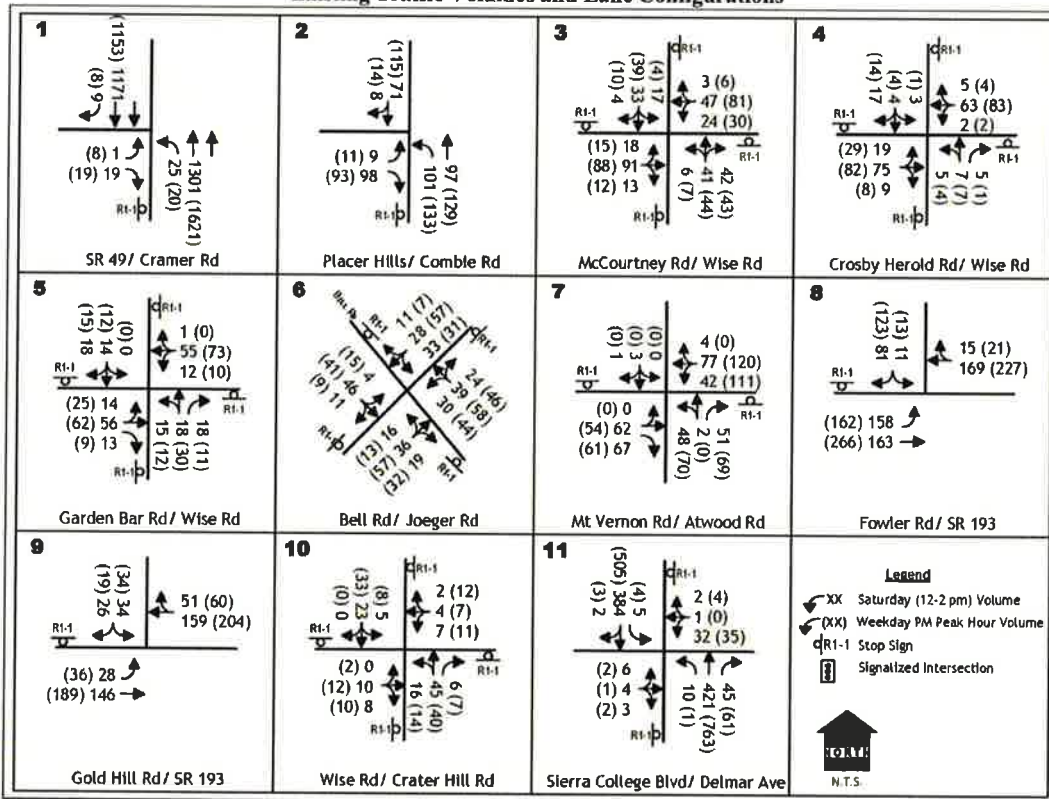 1
(1153) 1171
(8) 9
(8) 1
(19) 19
R1-1
25 (20)
1301 (1621)
SR 49/ Cramer Rd
2
(115) 71
(14) 8
(11) 9
(93) 98
R1-1
101 (133)
97 (129)
Placer Hills/ Combie Rd
3
R1-1
(4) 17
(39) 33
(10) 4
3 (6)
47 (81)
24 (30)
R1-1
R1-1
(15) 18
(88) 91
(12) 13
6 (7)
41 (44)
42 (43)
R1-1
McCourtney Rd/ Wise Rd
4
R1-1
(1) 3
(4) 4
(14) 17
5 (4)
63 (83)
2 (2)
R1-1
R1-1
(29) 19
(82) 75
(8) 9
5 (4)
7 (7)
5 (1)
R1-1
Crosby Herold Rd/ Wise Rd
5
R1-1
(0) 0
(12) 14
(15) 18
1 (0)
55 (73)
12 (10)
R1-1
R1-1
(25) 14
(62) 56
(9) 13
15 (12)
18 (30)
18 (11)
R1-1
Garden Bar Rd/ Wise Rd
6
R1-1
11 (7)
28 (57)
33 (31)
R1-1
(15) 4
(41) 46
(9) 11
24 (46)
39 (58)
30 (44)
R1-1
(13) 16
(57) 36
(32) 19
R1-1
Bell Rd/ Joeger Rd
7
R1-1
(0) 0
(0) 3
(0) 1
4 (0)
77 (120)
42 (111)
R1-1
R1-1
(0) 0
(54) 62
(61) 67
48 (70)
2 (0)
51 (69)
R1-1
Mt Vernon Rd/ Atwood Rd
8
(13) 11
(123) 81
15 (21)
169 (227)
R1-1
(162) 158
(266) 163
Fowler Rd/ SR 193
9
(34) 34
(19) 26
51 (60)
159 (204)
R1-1
(36) 28
(189) 146
Gold Hill Rd/ SR 193
10
R1-1
(8) 5
(33) 23
(0) 0
2 (12)
4 (7)
7 (11)
R1-1
R1-1
(2) 0
(12) 10
(10) 8
16 (14)
45 (40)
6 (7)
R1-1
Wise Rd/ Crater Hill Rd
11
R1-1
(4) 5
(505) 384
(3) 2
2 (4)
1 (0)
32 (35)
(2) 6
(1) 4
(2) 3
10 (1)
421 (763)
45 (61)
R1-1
Sierra College Blvd/ Delmar Ave
Legend
XX Saturday (12-2 pm) Volume
(XX) Weekday PM Peak Hour Volume
R1-1 Stop Sign
Signalized Intersection
NORTH
N.T.S.